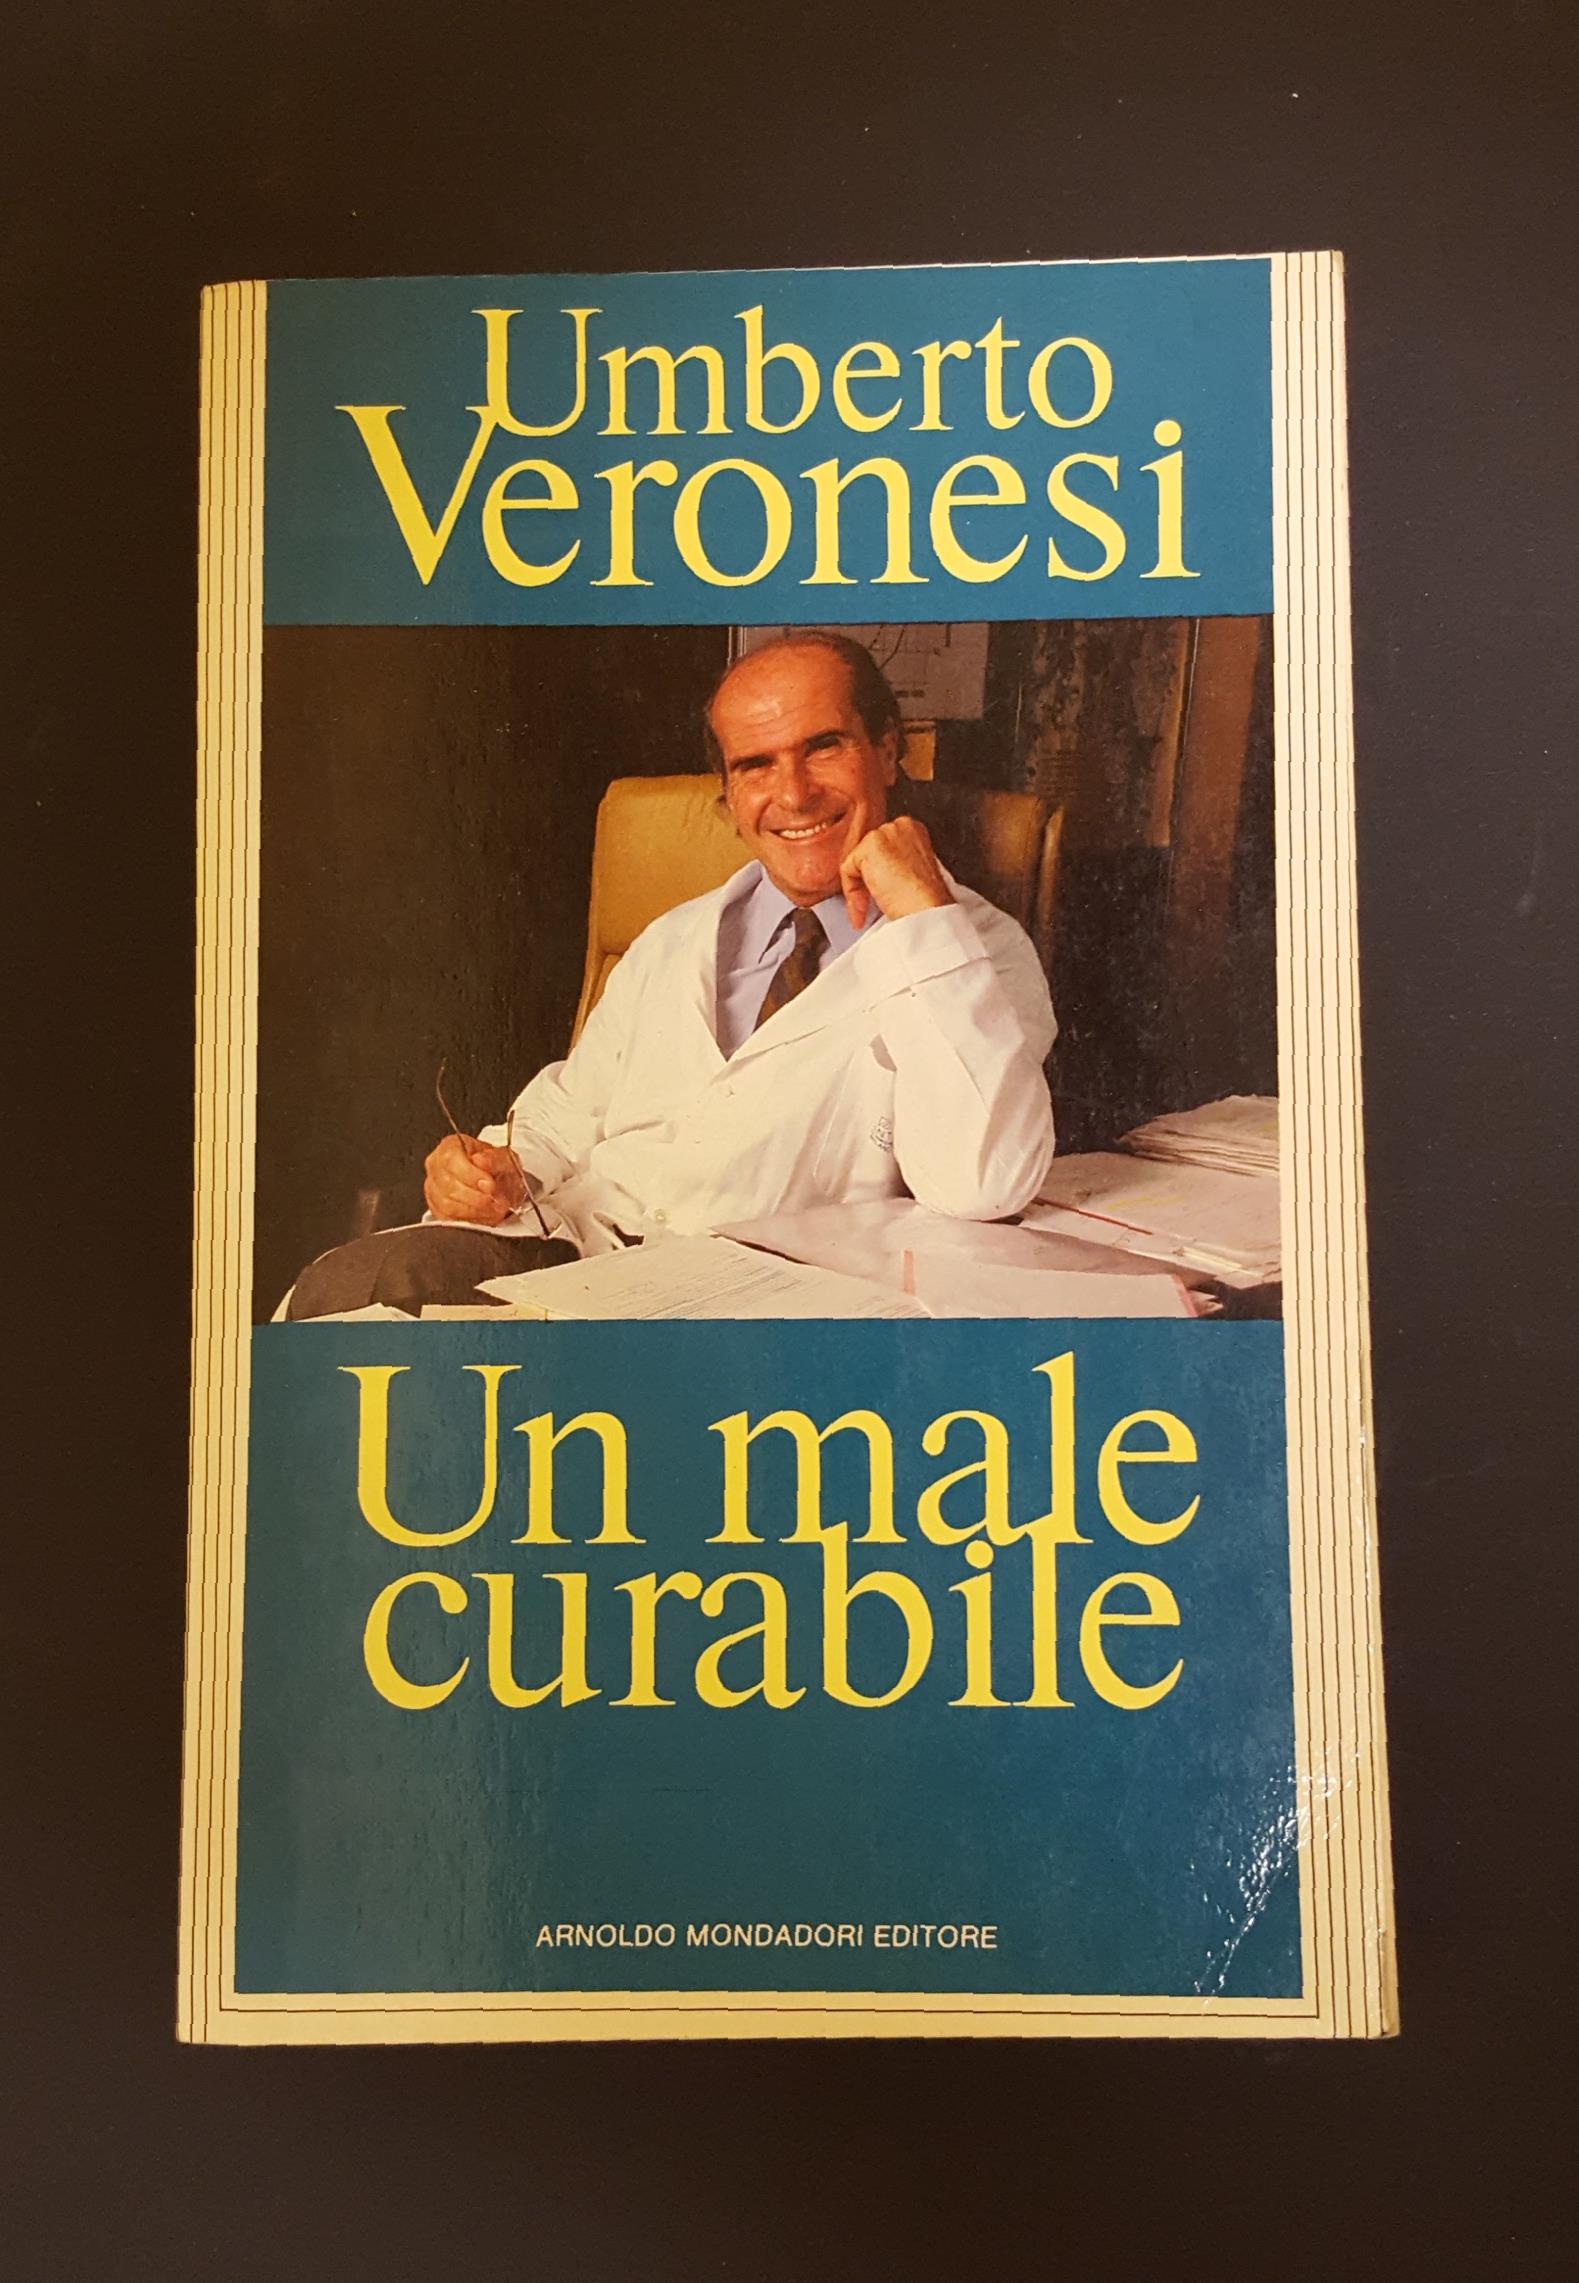 Umberto
Veronesi
Un male
curabile
ARNOLDO MONDADORI EDITORE